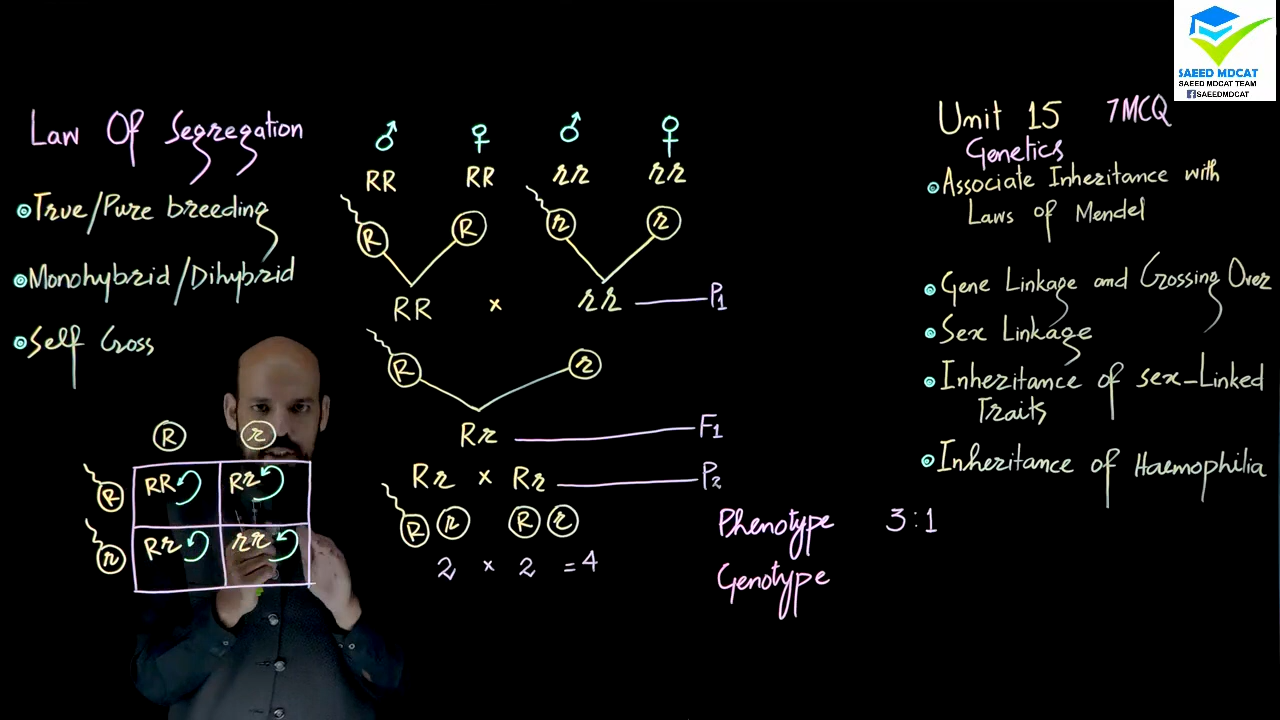 SAEED MDCAT
SAEED MDCAT TEAM
SAEEDMDCAT
Law Of Segregation
True/Pure breeding
Monohybrid/Dihybrid
Self Cross
♂ ♀ ♂ ♀
RR RR rr rr
R R r r
RR × rr P1
R r
Rr F1
Rr × Rr P2
R r R r
2 × 2 = 4
R r
R RR Rr
r Rr rr
Phenotype 3:1
Genotype
Unit 15 7MCQ
Genetics
Associate Inheritance with
Laws of Mendel
Gene Linkage and Crossing Over
Sex Linkage
Inheritance of sex-Linked
Traits
Inheritance of Haemophilia